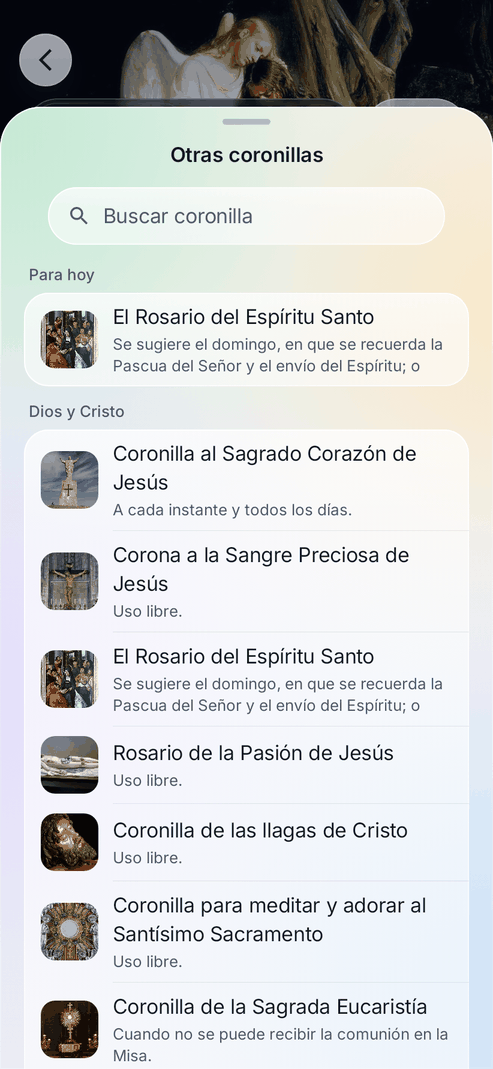 Otras coronillas
Buscar coronilla
Para hoy
El Rosario del Espíritu Santo
Se sugiere el domingo, en que se recuerda la
Pascua del Señor y el envío del Espíritu; o
Dios y Cristo
Coronilla al Sagrado Corazón de
Jesús
A cada instante y todos los días.
Corona a la Sangre Preciosa de
Jesús
Uso libre.
El Rosario del Espíritu Santo
Se sugiere el domingo, en que se recuerda la
Pascua del Señor y el envío del Espíritu; o
Rosario de la Pasión de Jesús
Uso libre.
Coronilla de las llagas de Cristo
Uso libre.
Coronilla para meditar y adorar al
Santísimo Sacramento
Uso libre.
Coronilla de la Sagrada Eucaristía
Cuando no se puede recibir la comunión en la
Misa.